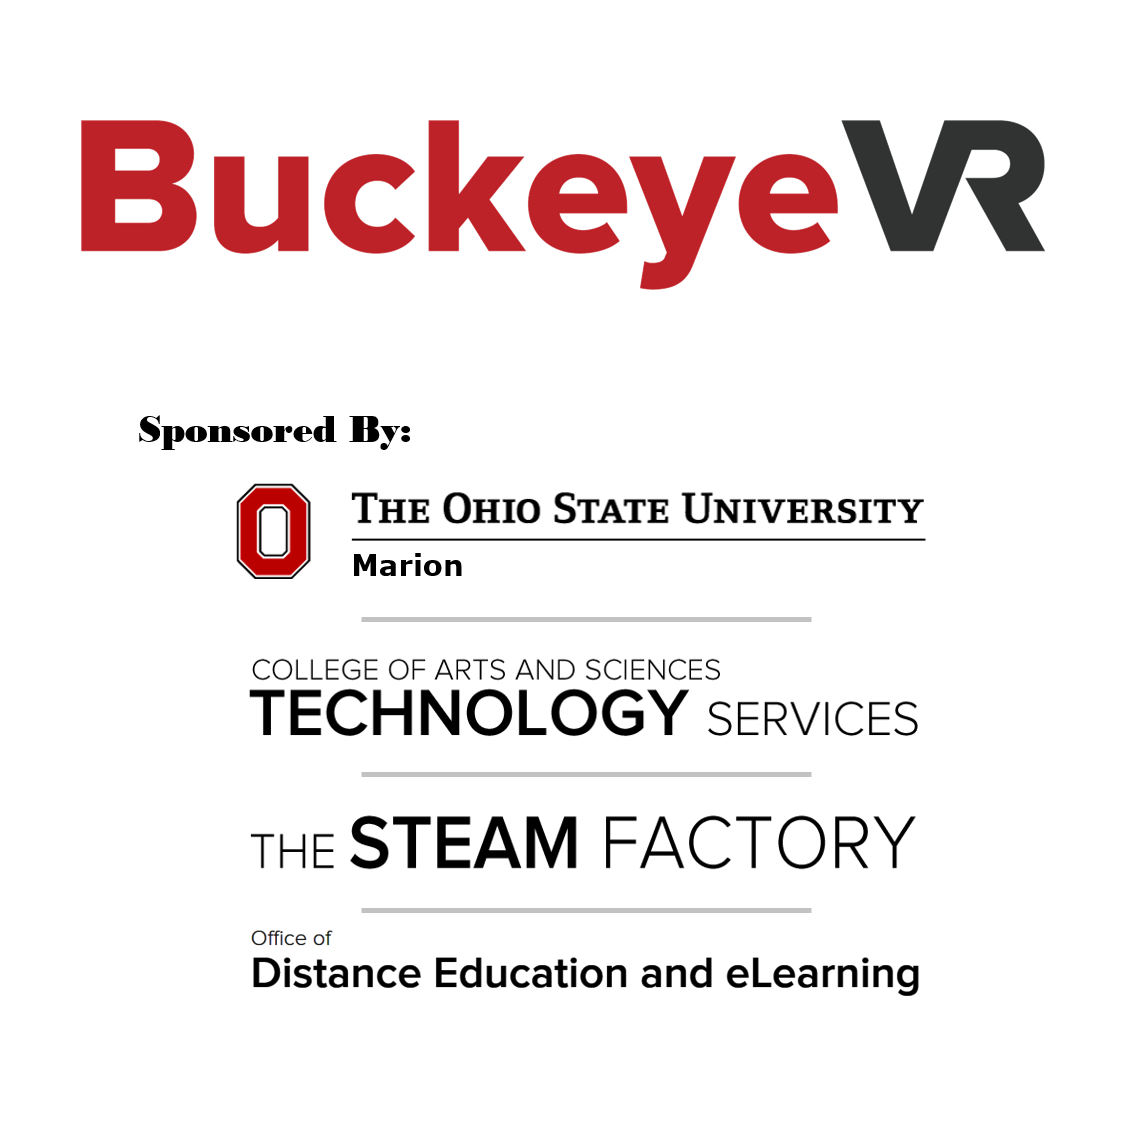 BuckeyeVR
Sponsored By:
O
THE OHIO STATE UNIVERSITY
Marion
COLLEGE OF ARTS AND SCIENCES
TECHNOLOGY SERVICES
THE STEAM FACTORY
Office of
Distance Education and eLearning